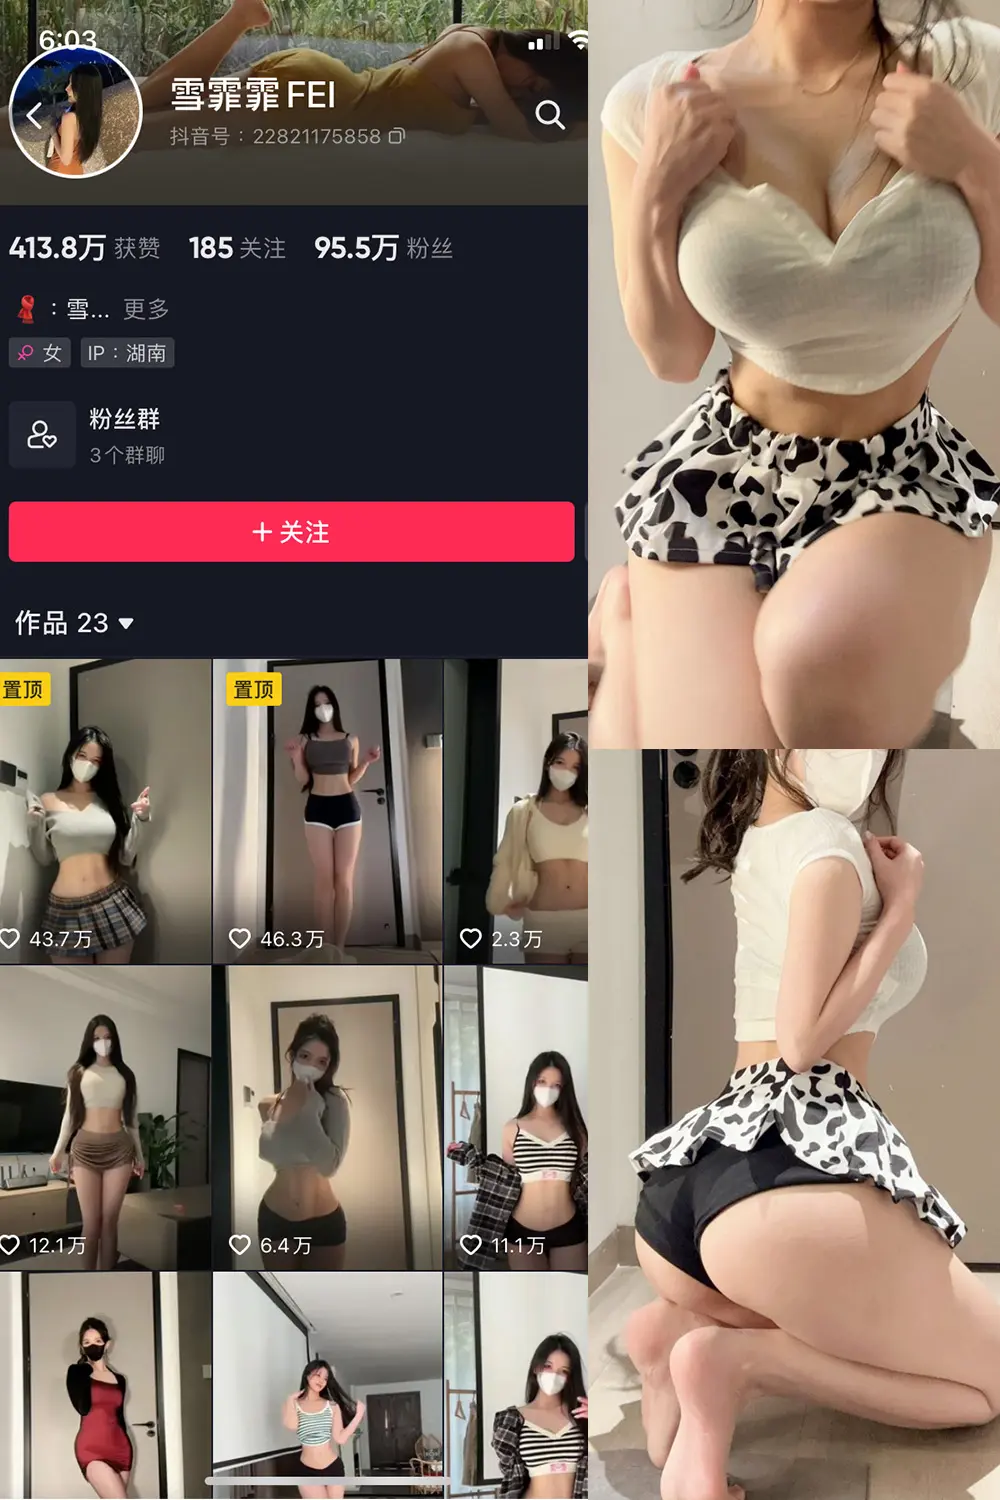 6:03
雪霏霏FEI
抖音号：22821175858
413.8万 获赞 185 关注 95.5万 粉丝
：雪... 更多
女 IP：湖南
粉丝群
3个群聊
+ 关注
作品 23
置顶
置顶
43.7万
46.3万
2.3万
12.1万
6.4万
11.1万